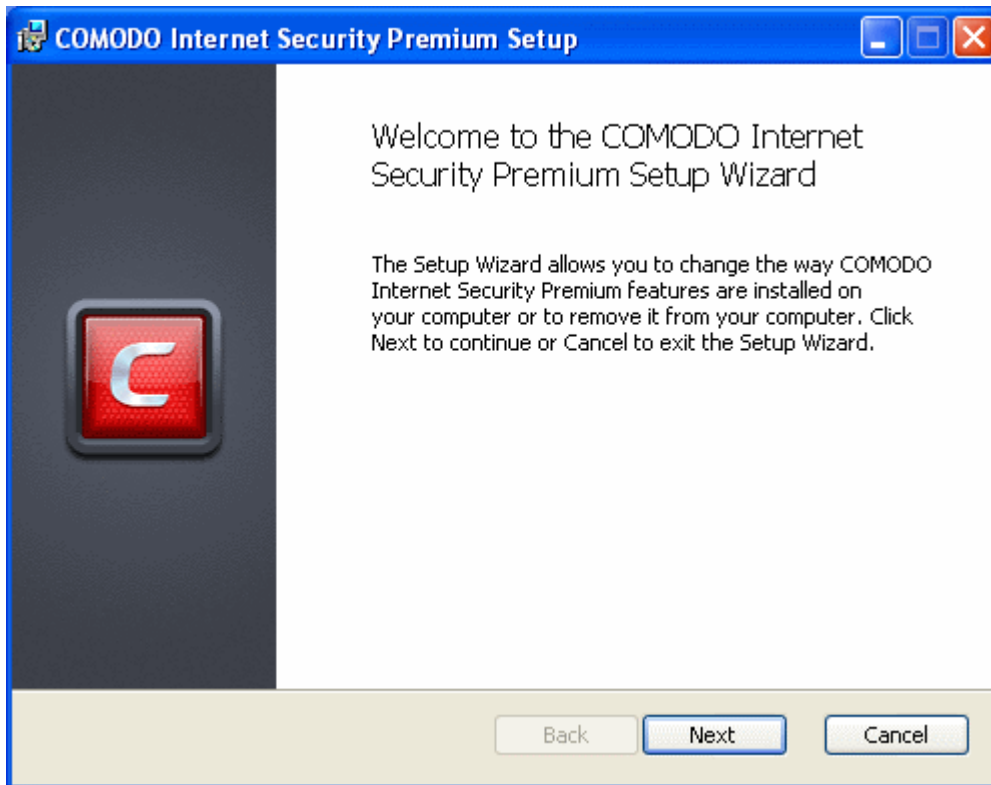 COMODO Internet Security Premium Setup
Welcome to the COMODO Internet
Security Premium Setup Wizard
The Setup Wizard allows you to change the way COMODO
Internet Security Premium features are installed on
your computer or to remove it from your computer. Click
Next to continue or Cancel to exit the Setup Wizard.
C
Back
Next
Cancel